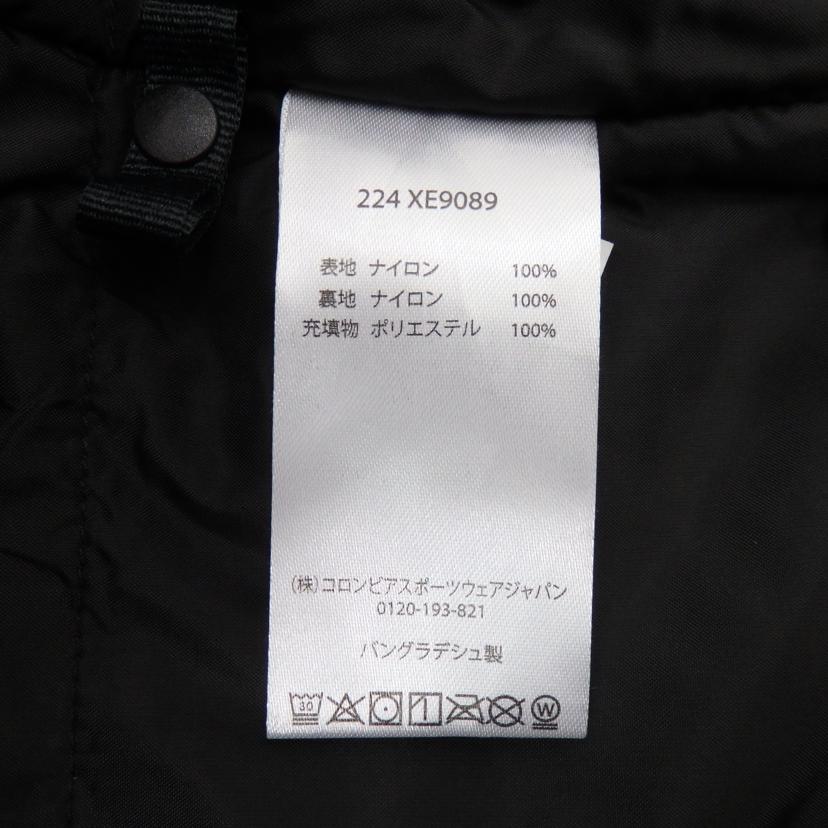 224 XE9089
表地 ナイロン 100%
裏地 ナイロン 100%
充填物 ポリエステル 100%
(株)コロンビアスポーツウェアジャパン
0120-193-821
バングラデシュ製
30 W